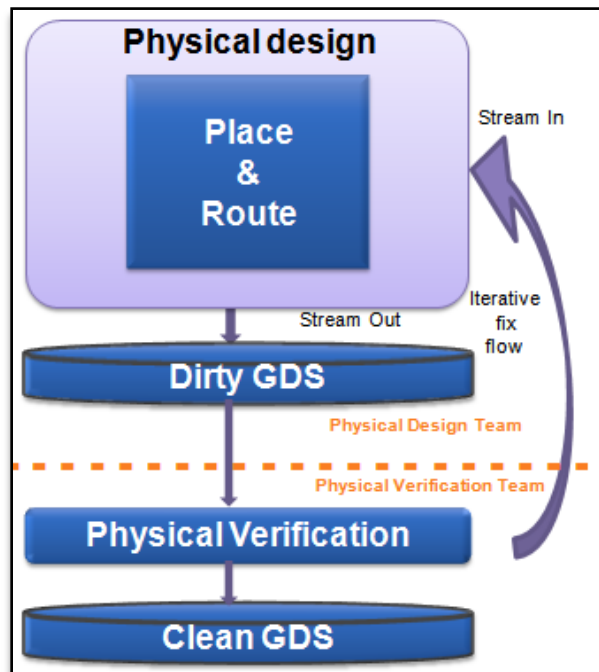 Physical design
Place
&
Route
Stream In
Iterative
fix
flow
Stream Out
Dirty GDS
Physical Design Team
Physical Verification Team
Physical Verification
Clean GDS